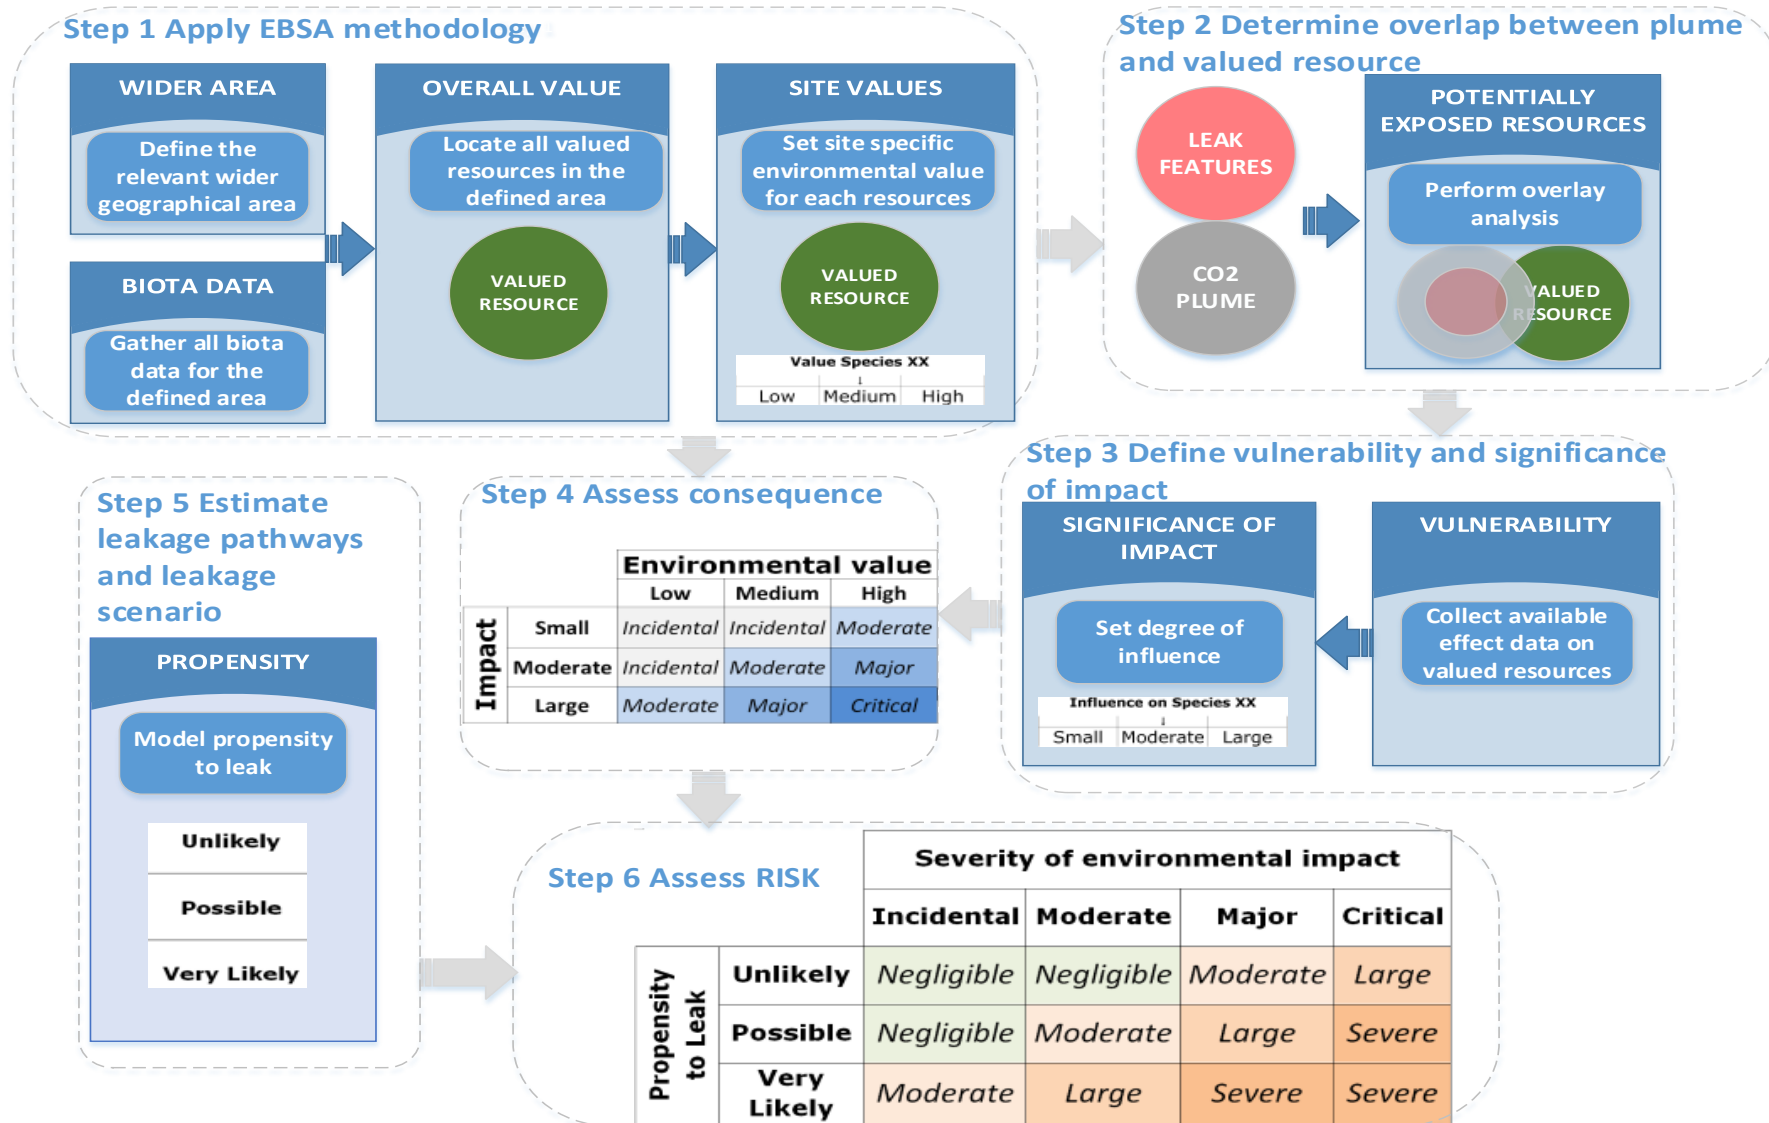 Step 1 Apply EBSA methodology
WIDER AREA
Define the
relevant wider
geographical area
BIOTA DATA
Gather all biota
data for the
defined area
OVERALL VALUE
Locate all valued
resources in the
defined area
VALUED
RESOURCE
SITE VALUES
Set site specific
environmental value
for each resources
VALUED
RESOURCE
Value Species XX
Low Medium High
Step 2 Determine overlap between plume
and valued resource
LEAK
FEATURES
CO2
PLUME
POTENTIALLY
EXPOSED RESOURCES
Perform overlay
analysis
VALUED
RESOURCE
Step 3 Define vulnerability and significance
of impact
SIGNIFICANCE OF
IMPACT
Set degree of
influence
Influence on Species XX
Small Moderate Large
VULNERABILITY
Collect available
effect data on
valued resources
Step 4 Assess consequence
Environmental value
Low Medium High
Impact
Small Incidental Incidental Moderate
Moderate Incidental Moderate Major
Large Moderate Major Critical
Step 5 Estimate
leakage pathways
and leakage
scenario
PROPENSITY
Model propensity
to leak
Unlikely
Possible
Very Likely
Step 6 Assess RISK
Severity of environmental impact
Incidental Moderate Major Critical
Propensity
to Leak
Unlikely Negligible Negligible Moderate Large
Possible Negligible Moderate Large Severe
Very
Likely Moderate Large Severe Severe